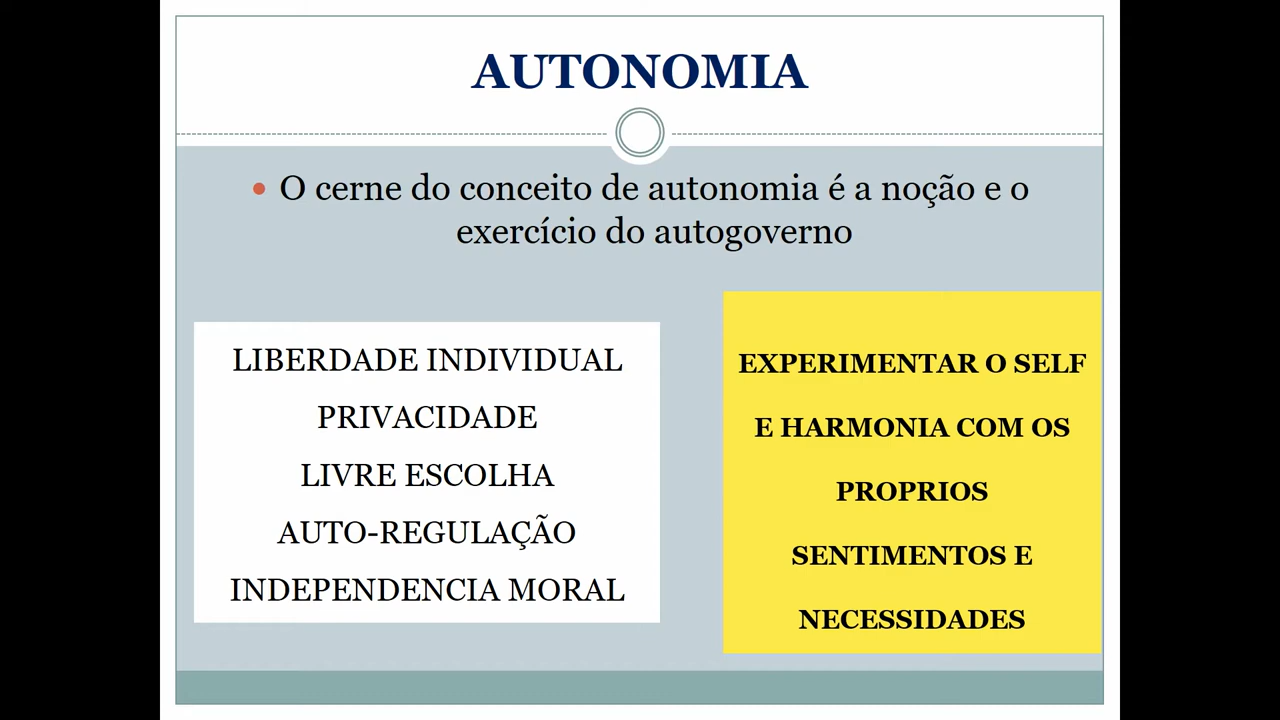 AUTONOMIA
• O cerne do conceito de autonomia é a noção e o
exercício do autogoverno
LIBERDADE INDIVIDUAL
PRIVACIDADE
LIVRE ESCOLHA
AUTO-REGULAÇÃO
INDEPENDENCIA MORAL
EXPERIMENTAR O SELF
E HARMONIA COM OS
PROPRIOS
SENTIMENTOS E
NECESSIDADES